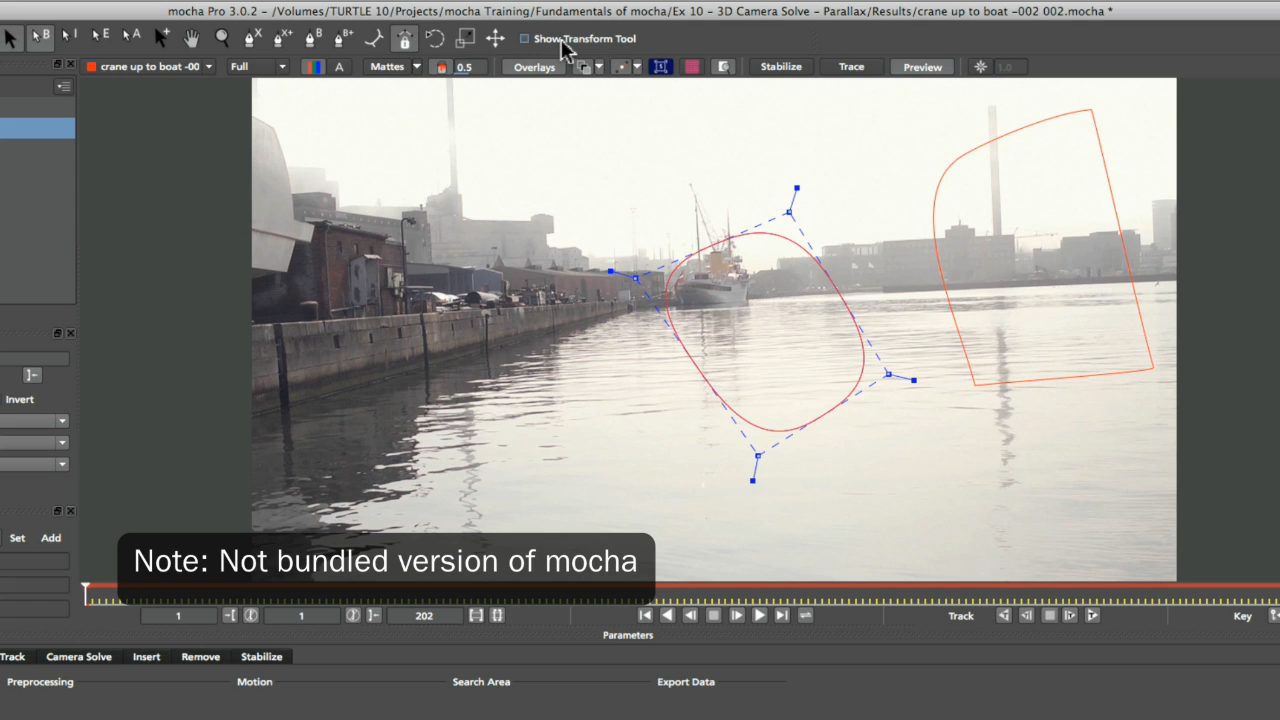 mocha Pro 3.0.2 - /Volumes/TURTLE 10/Projects/mocha Training/Fundamentals of mocha/Ex 10 - 3D Camera Solve - Parallax/Results/crane up to boat -002 002.mocha *
B I E A X X+ B B+ Show Transform Tool
crane up to boat -00 Full A Mattes 0.5 Overlays Stabilize Trace Preview 1.0
Invert
Set Add
Note: Not bundled version of mocha
1 1 202 Track Key
Parameters
Track Camera Solve Insert Remove Stabilize
Preprocessing Motion Search Area Export Data